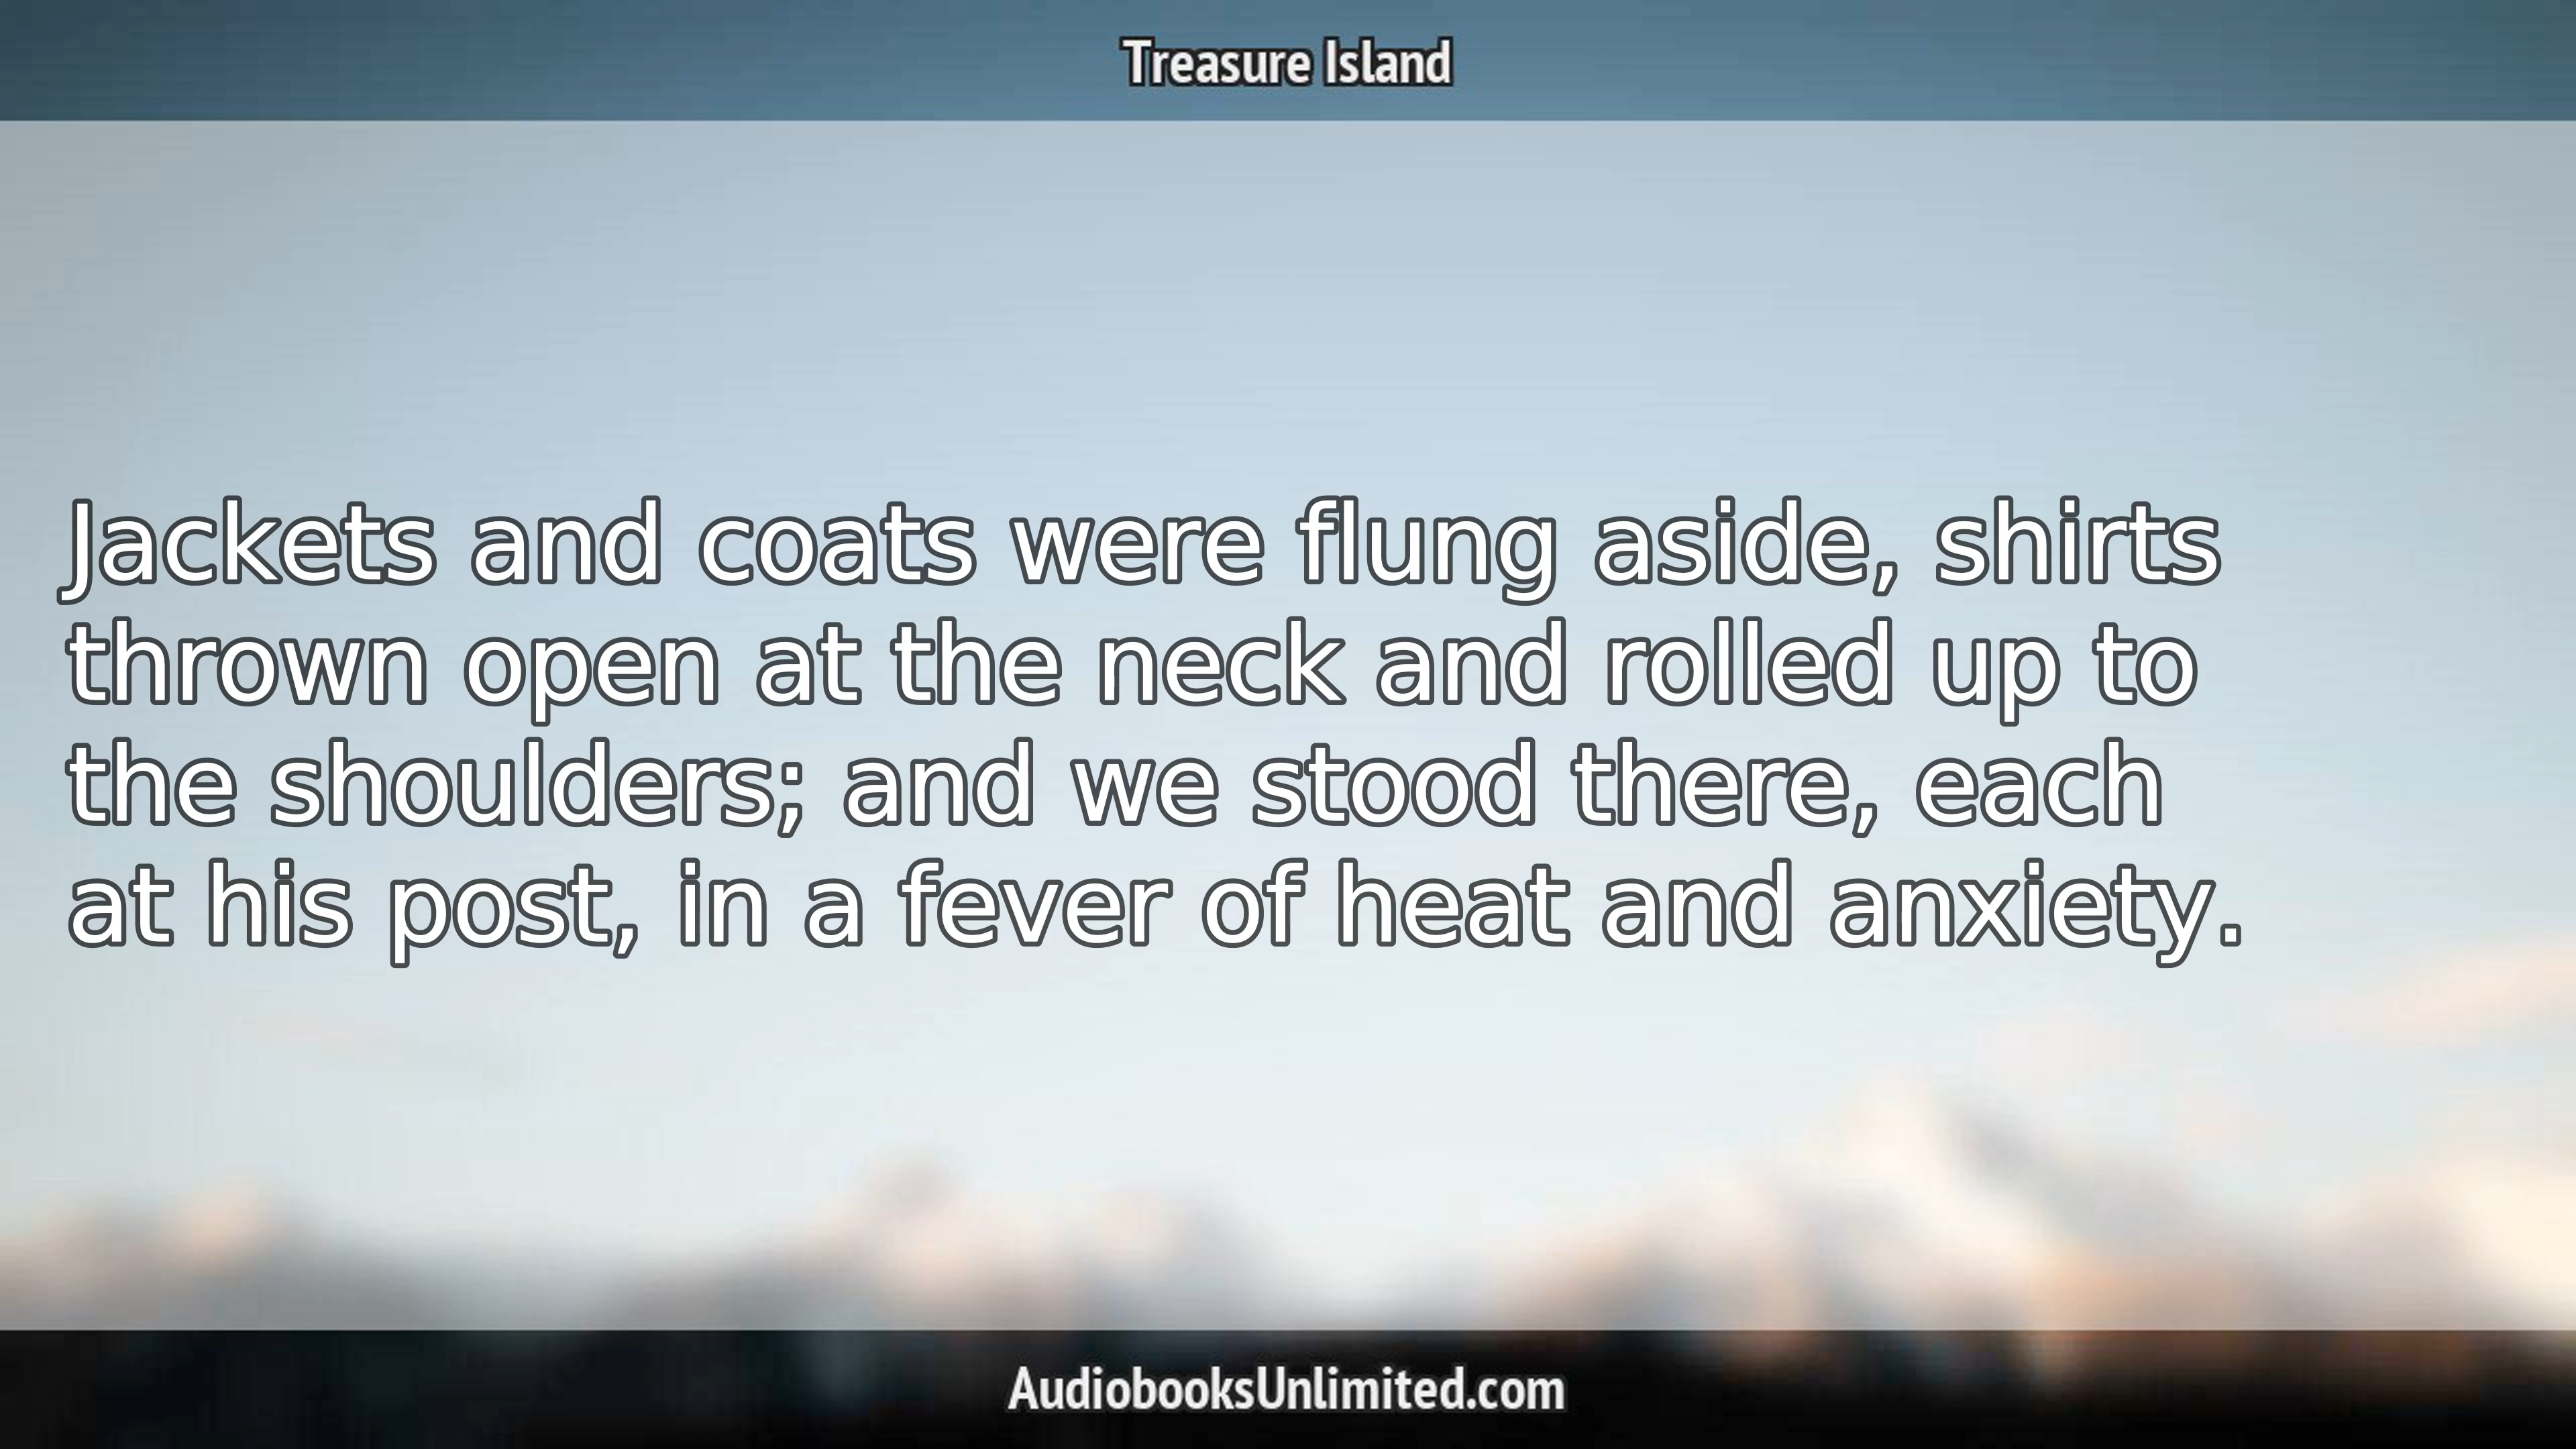 Treasure Island
Jackets and coats were flung aside, shirts
thrown open at the neck and rolled up to
the shoulders; and we stood there, each
at his post, in a fever of heat and anxiety.
AudiobooksUnlimited.com